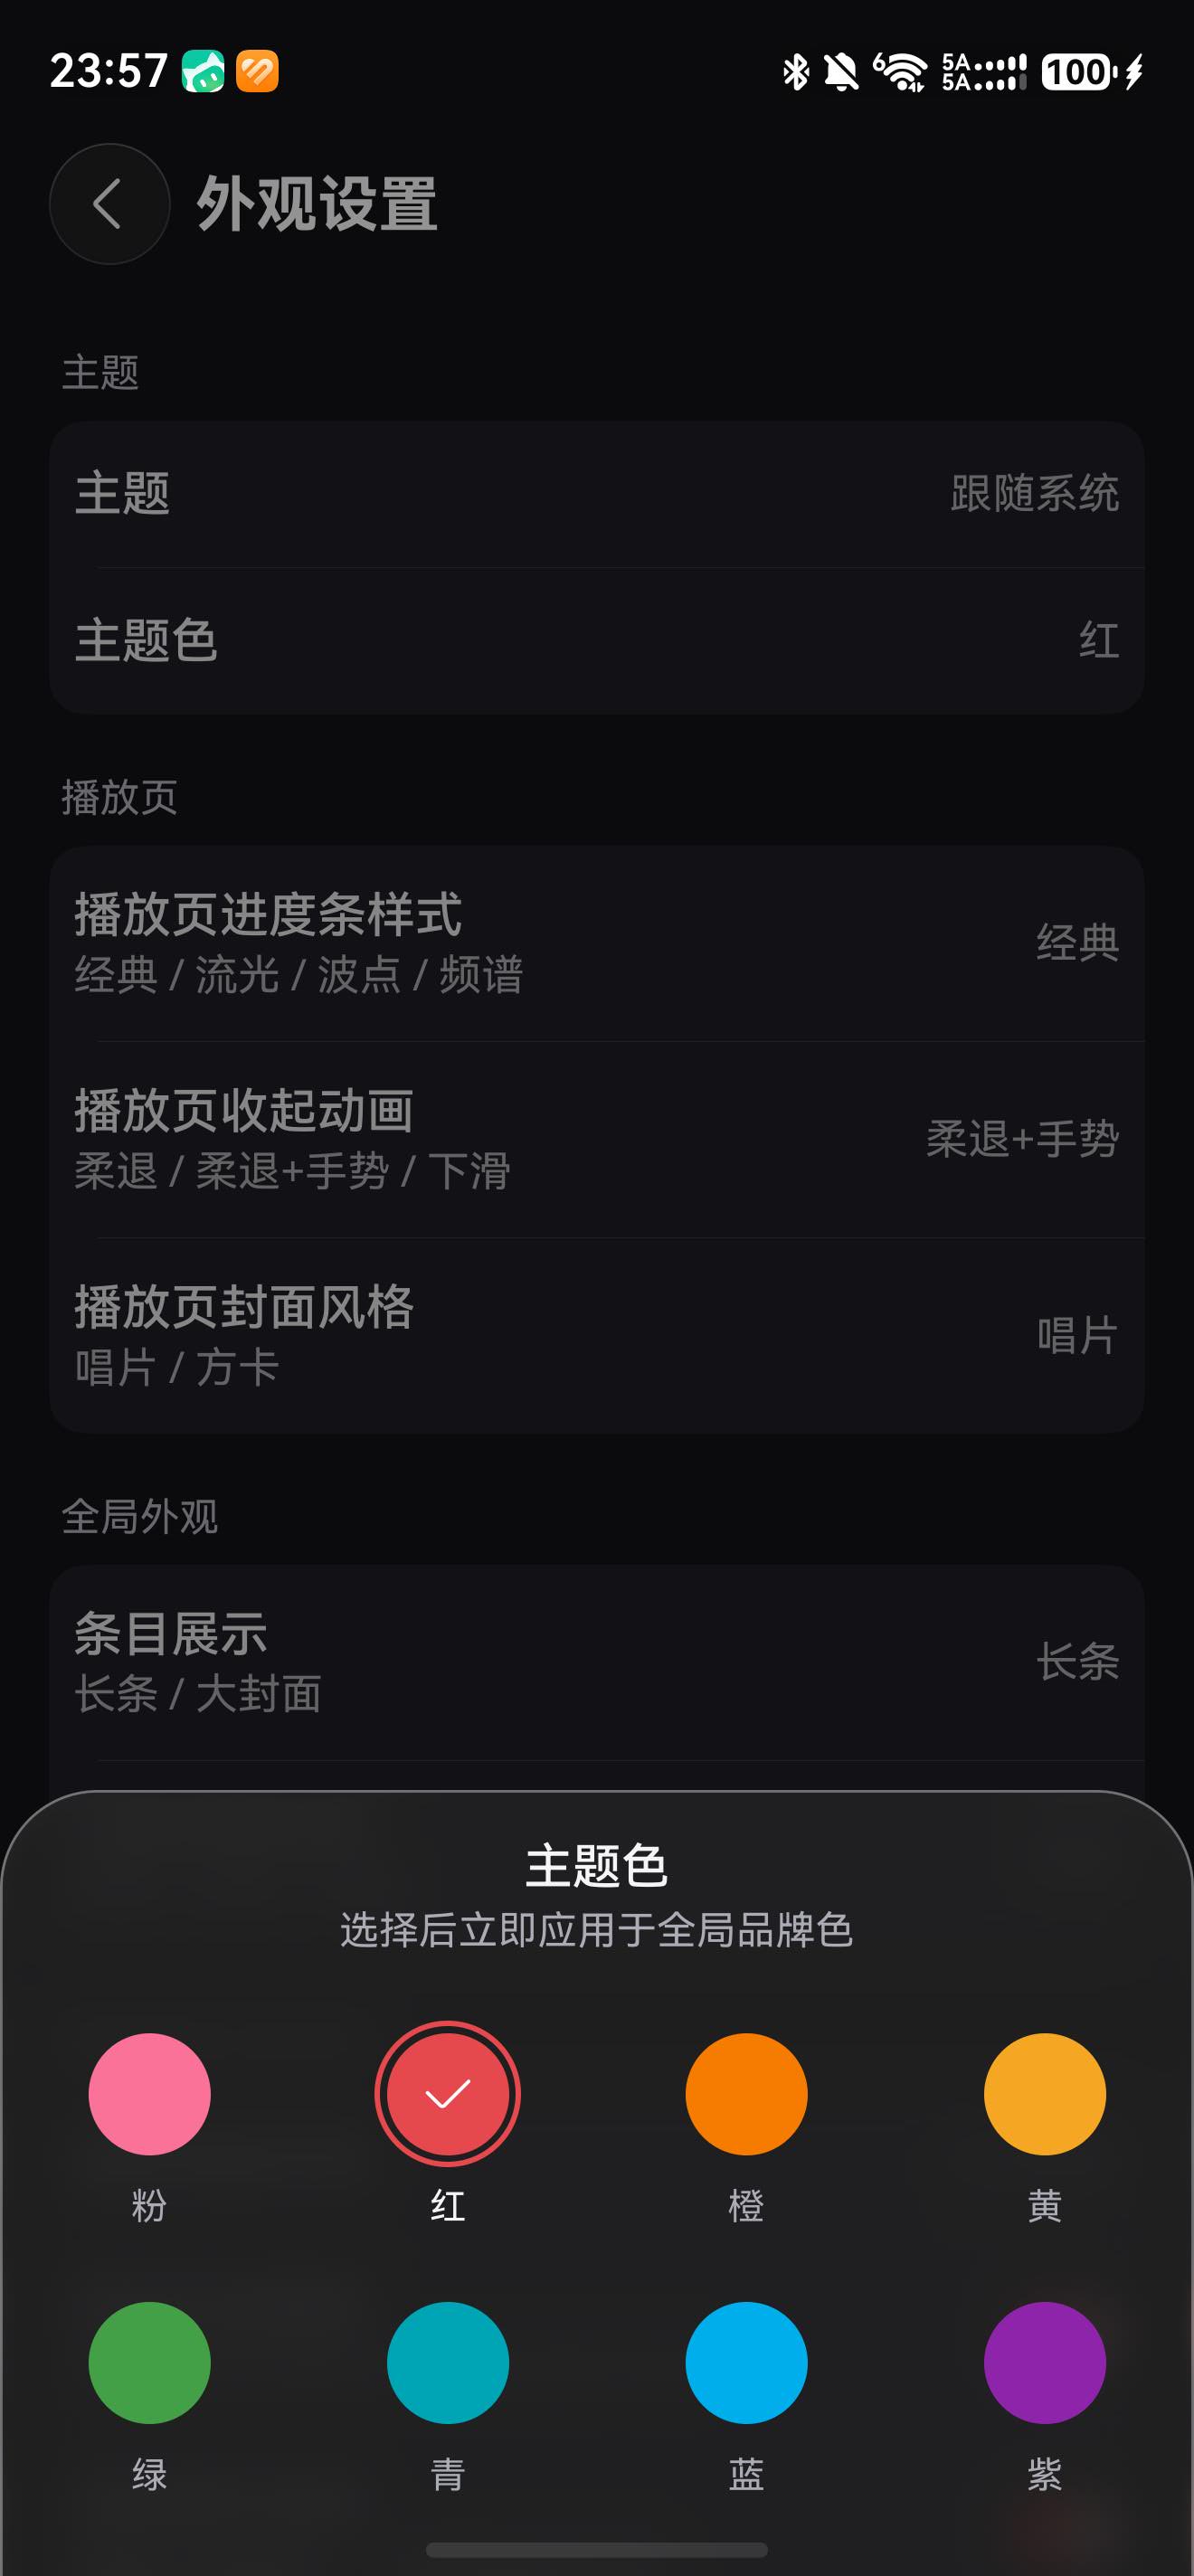 23:57
6
5A
5A
100
外观设置
主题
主题
跟随系统
主题色
红
播放页
播放页进度条样式
经典 / 流光 / 波点 / 频谱
经典
播放页收起动画
柔退 / 柔退+手势 / 下滑
柔退+手势
播放页封面风格
唱片 / 方卡
唱片
全局外观
条目展示
长条 / 大封面
长条
主题色
选择后立即应用于全局品牌色
粉
红
橙
黄
绿
青
蓝
紫